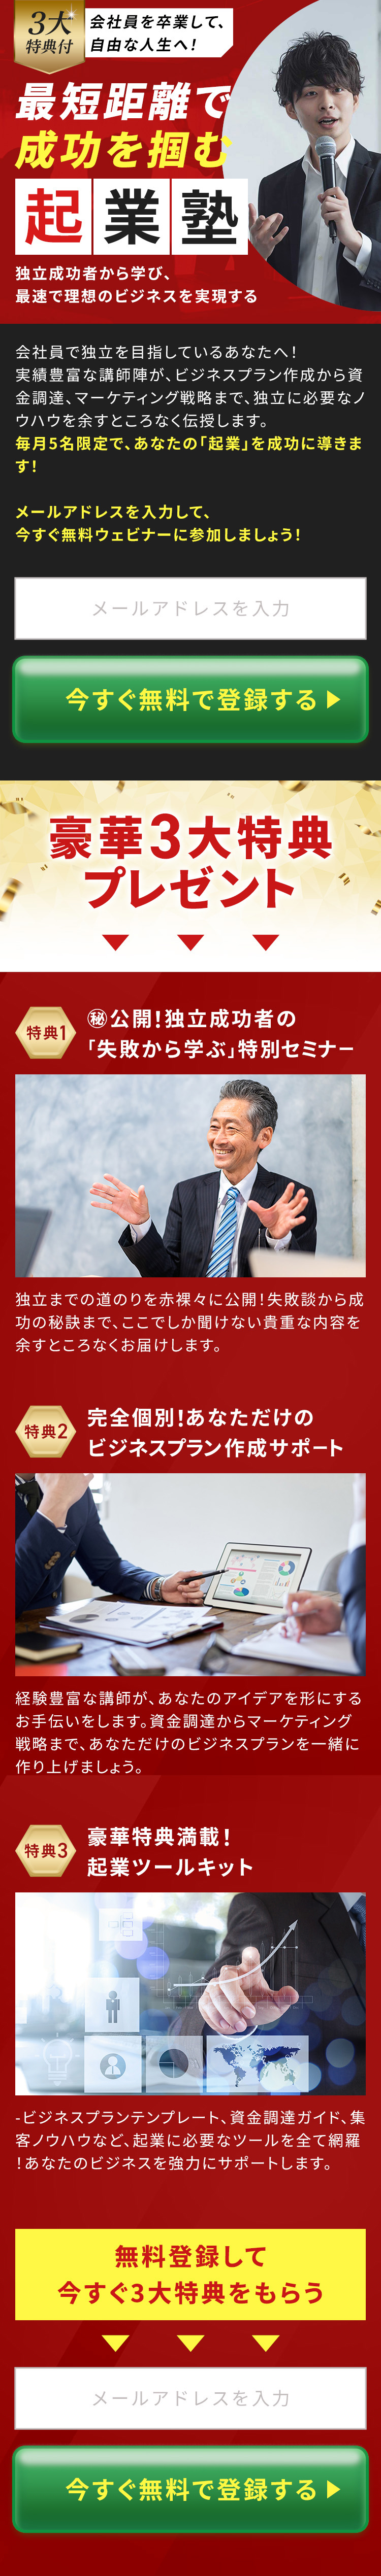 3大
特典付
会社員を卒業して、
自由な人生へ！
最短距離で
成功を掴む
起業塾
独立成功者から学び、
最速で理想のビジネスを実現する
会社員で独立を目指しているあなたへ！
実績豊富な講師陣が、ビジネスプラン作成から資
金調達、マーケティング戦略まで、独立に必要なノ
ウハウを余すところなく伝授します。
毎月5名限定で、あなたの「起業」を成功に導きま
す！
メールアドレスを入力して、
今すぐ無料ウェビナーに参加しましょう！
メールアドレスを入力
今すぐ無料で登録する▶
豪華3大特典
プレゼント
特典1
㊙公開！独立成功者の
「失敗から学ぶ」特別セミナー
独立までの道のりを赤裸々に公開！失敗談から成
功の秘訣まで、ここでしか聞けない貴重な内容を
余すところなくお届けします。
特典2
完全個別！あなただけの
ビジネスプラン作成サポート
経験豊富な講師が、あなたのアイデアを形にする
お手伝いをします。資金調達からマーケティング
戦略まで、あなただけのビジネスプランを一緒に
作り上げましょう。
特典3
豪華特典満載！
起業ツールキット
-ビジネスプランテンプレート、資金調達ガイド、集
客ノウハウなど、起業に必要なツールを全て網羅
！あなたのビジネスを強力にサポートします。
無料登録して
今すぐ3大特典をもらう
メールアドレスを入力
今すぐ無料で登録する▶